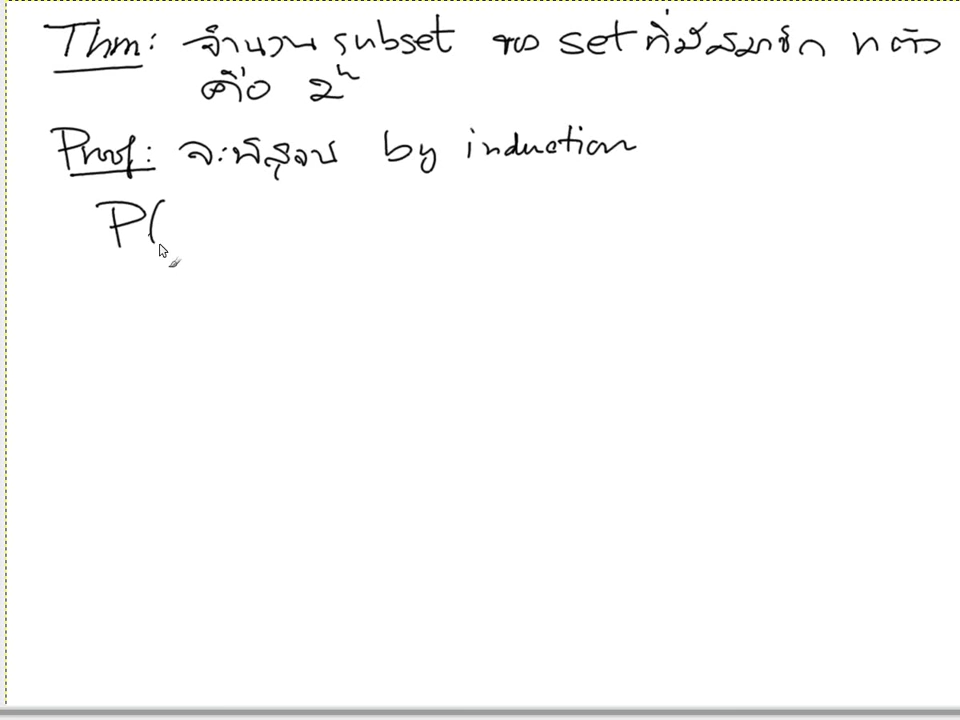 Thm: จำนวน subset ของ set ที่มีสมาชิก n ตัว
คือ 2ⁿ
Proof: จะพิสูจน์ by induction
P(